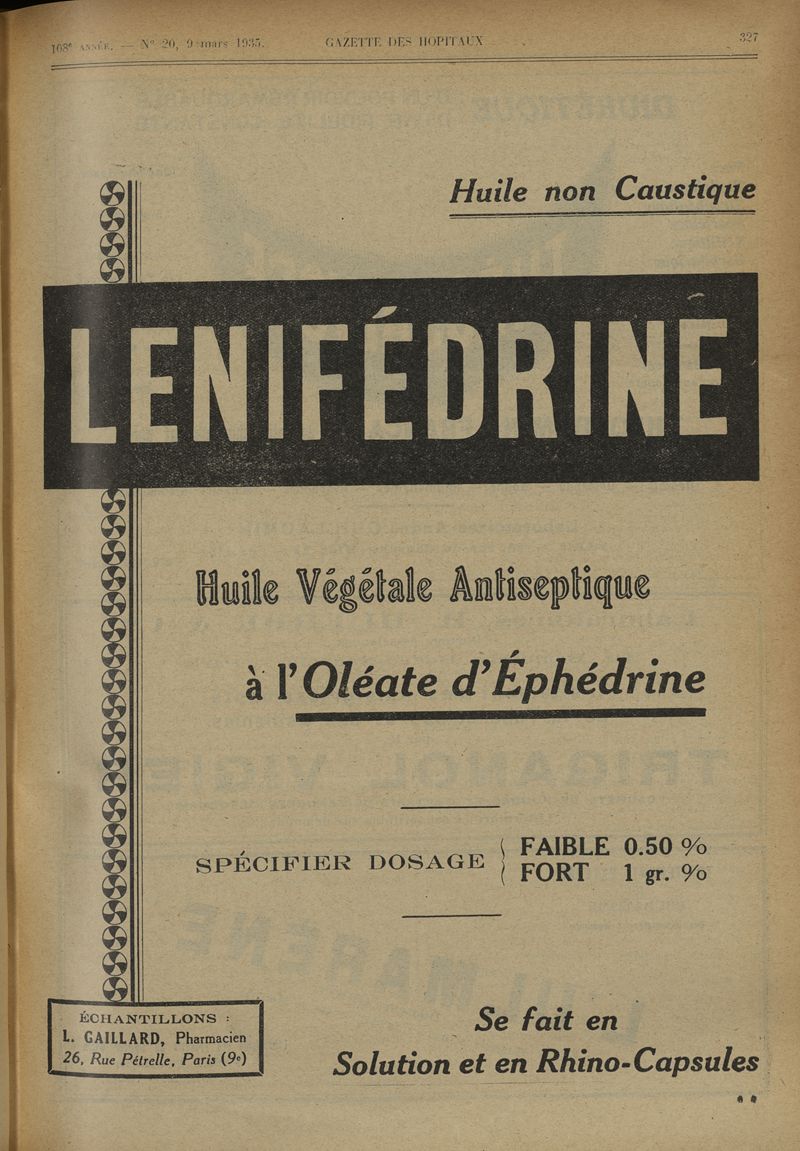 108e ANNÉE. — N° 20, 9 mars 1935.
GAZETTE DES HOPITAUX
327
Huile non Caustique
LENIFÉDRINE
Huile Végétale Antiseptique
à l'Oléate d'Éphédrine
SPÉCIFIER DOSAGE { FAIBLE 0.50 %
FORT 1 gr. %
ÉCHANTILLONS :
L. GAILLARD, Pharmacien
26, Rue Pétrelle, Paris (9e)
Se fait en
Solution et en Rhino-Capsules